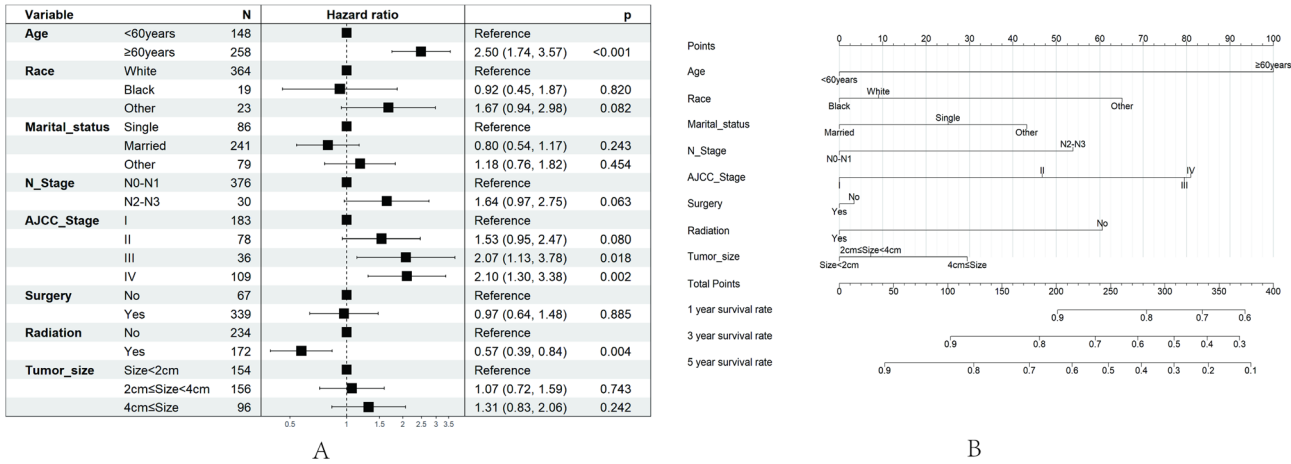 Variable N Hazard ratio p
Age <60years 148 Reference
≥60years 258 2.50 (1.74, 3.57) <0.001
Race White 364 Reference
Black 19 0.92 (0.45, 1.87) 0.820
Other 23 1.67 (0.94, 2.98) 0.082
Marital_status Single 86 Reference
Married 241 0.80 (0.54, 1.17) 0.243
Other 79 1.18 (0.76, 1.82) 0.454
N_Stage N0-N1 376 Reference
N2-N3 30 1.64 (0.97, 2.75) 0.063
AJCC_Stage I 183 Reference
II 78 1.53 (0.95, 2.47) 0.080
III 36 2.07 (1.13, 3.78) 0.018
IV 109 2.10 (1.30, 3.38) 0.002
Surgery No 67 Reference
Yes 339 0.97 (0.64, 1.48) 0.885
Radiation No 234 Reference
Yes 172 0.57 (0.39, 0.84) 0.004
Tumor_size Size<2cm 154 Reference
2cm≤Size<4cm 156 1.07 (0.72, 1.59) 0.743
4cm≤Size 96 1.31 (0.83, 2.06) 0.242
0.5 1 1.5 2 2.5 3 3.5
A
0 10 20 30 40 50 60 70 80 90 100
Points
≥60years
Age
<60years
White
Race
Black Other
Single
Marital_status
Married Other
N2-N3
N_Stage
N0-N1
II IV
AJCC_Stage
I III
No
Surgery
Yes
No
Radiation
Yes
2cm≤Size<4cm
Tumor_size
Size<2cm 4cm≤Size
Total Points
0 50 100 150 200 250 300 350 400
1 year survival rate
0.9 0.8 0.7 0.6
3 year survival rate
0.9 0.8 0.7 0.6 0.5 0.4 0.3
5 year survival rate
0.9 0.8 0.7 0.6 0.5 0.4 0.3 0.2 0.1
B